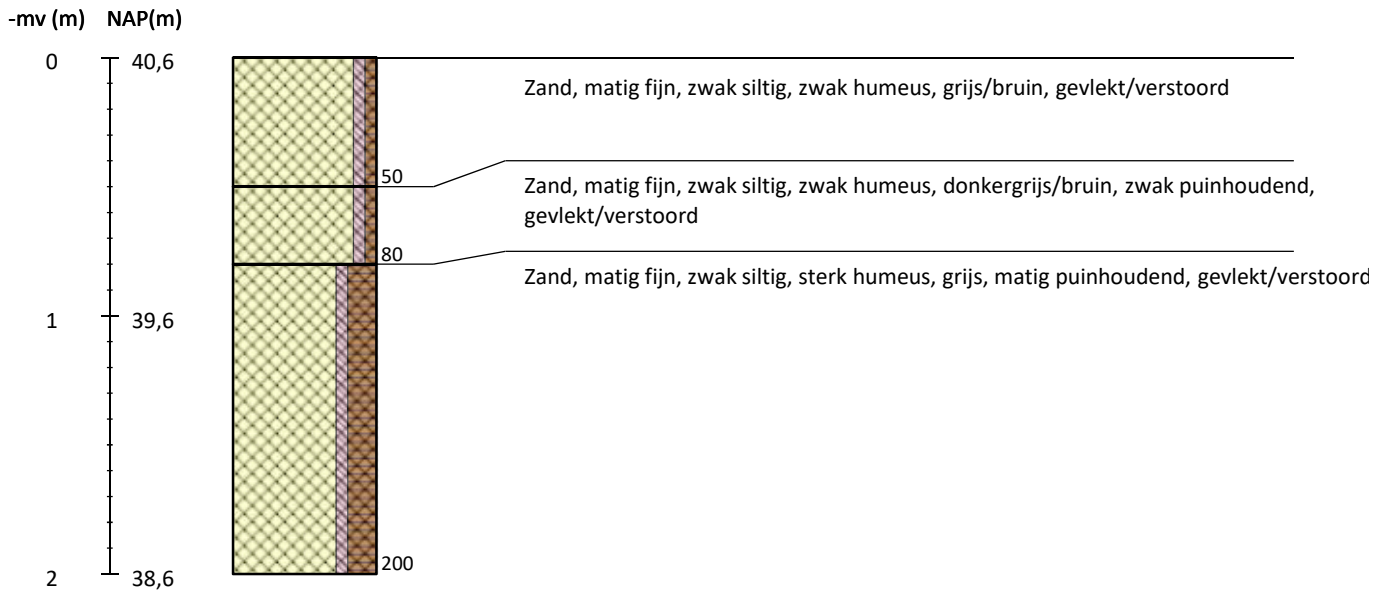 -mv (m) NAP(m)
0 40,6
Zand, matig fijn, zwak siltig, zwak humeus, grijs/bruin, gevlekt/verstoord
50
Zand, matig fijn, zwak siltig, zwak humeus, donkergrijs/bruin, zwak puinhoudend,
gevlekt/verstoord
80
Zand, matig fijn, zwak siltig, sterk humeus, grijs, matig puinhoudend, gevlekt/verstoord
1 39,6
200
2 38,6